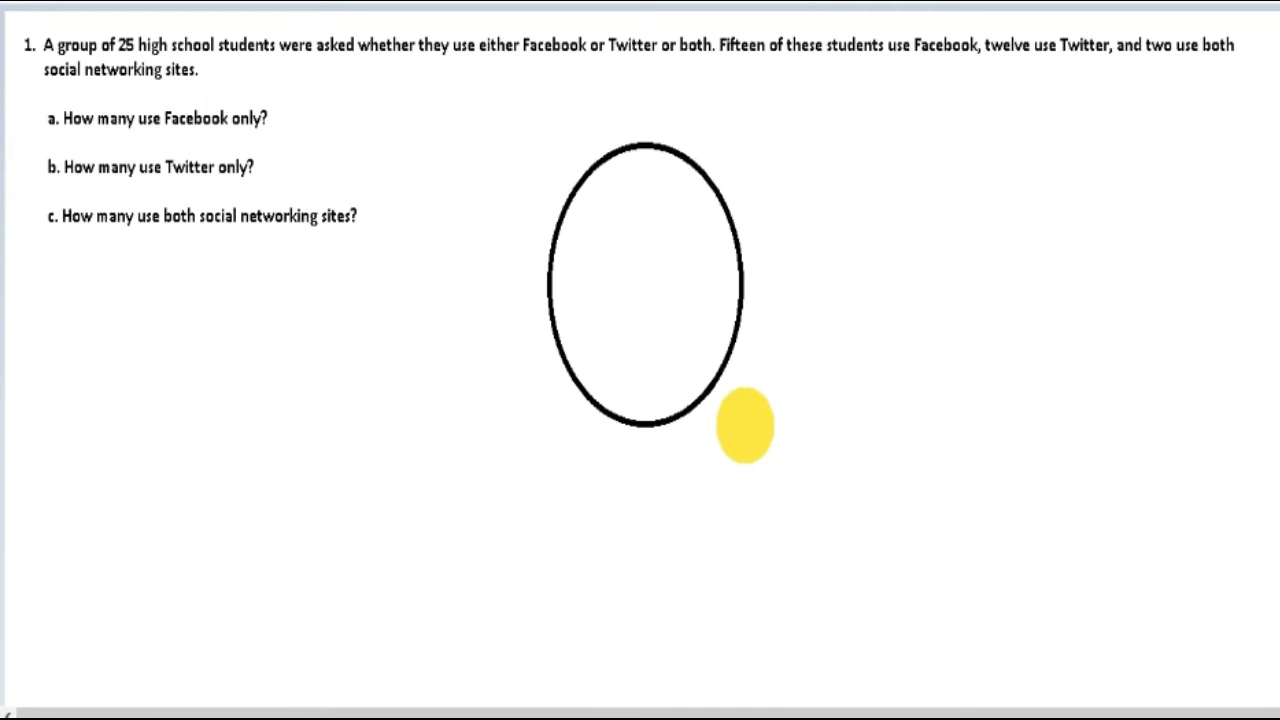 1. A group of 25 high school students were asked whether they use either Facebook or Twitter or both. Fifteen of these students use Facebook, twelve use Twitter, and two use both
social networking sites.
a. How many use Facebook only?
b. How many use Twitter only?
c. How many use both social networking sites?